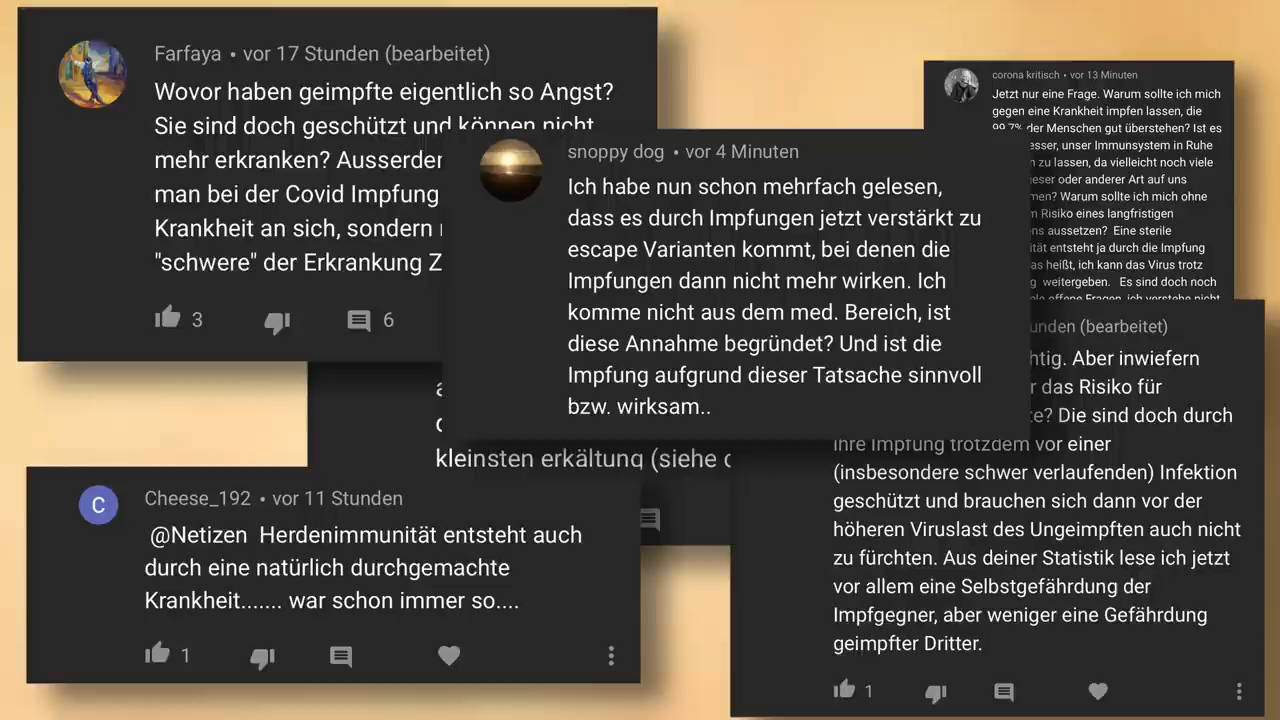 Farfaya • vor 17 Stunden (bearbeitet)
Wovor haben geimpfte eigentlich so Angst?
Sie sind doch geschützt und können nicht
mehr erkranken? Ausserdem
man bei der Covid Impfung
Krankheit an sich, sondern
"schwere" der Erkrankung Z
3
6
corona kritisch • vor 13 Minuten
Jetzt nur eine Frage. Warum sollte ich mich
gegen eine Krankheit impfen lassen, die
99,7% der Menschen gut überstehen? Ist es
esser, unser Immunsystem in Ruhe
n zu lassen, da vielleicht noch viele
ieser oder anderer Art auf uns
men? Warum sollte ich mich ohne
m Risiko eines langfristigen
ns aussetzen? Eine sterile
ität entsteht ja durch die Impfung
as heißt, ich kann das Virus trotz
g weitergeben. Es sind doch noch
ele offene Fragen, ich verstehe nicht
snoppy dog • vor 4 Minuten
Ich habe nun schon mehrfach gelesen,
dass es durch Impfungen jetzt verstärkt zu
escape Varianten kommt, bei denen die
Impfungen dann nicht mehr wirken. Ich
komme nicht aus dem med. Bereich, ist
diese Annahme begründet? Und ist die
Impfung aufgrund dieser Tatsache sinnvoll
bzw. wirksam..
kleinsten erkältung (siehe
Cheese_192 • vor 11 Stunden
@Netizen Herdenimmunität entsteht auch
durch eine natürlich durchgemachte
Krankheit....... war schon immer so....
1
unden (bearbeitet)
htig. Aber inwiefern
r das Risiko für
te? Die sind doch durch
ihre Impfung trotzdem vor einer
(insbesondere schwer verlaufenden) Infektion
geschützt und brauchen sich dann vor der
höheren Viruslast des Ungeimpften auch nicht
zu fürchten. Aus deiner Statistik lese ich jetzt
vor allem eine Selbstgefährdung der
Impfgegner, aber weniger eine Gefährdung
geimpfter Dritter.
1